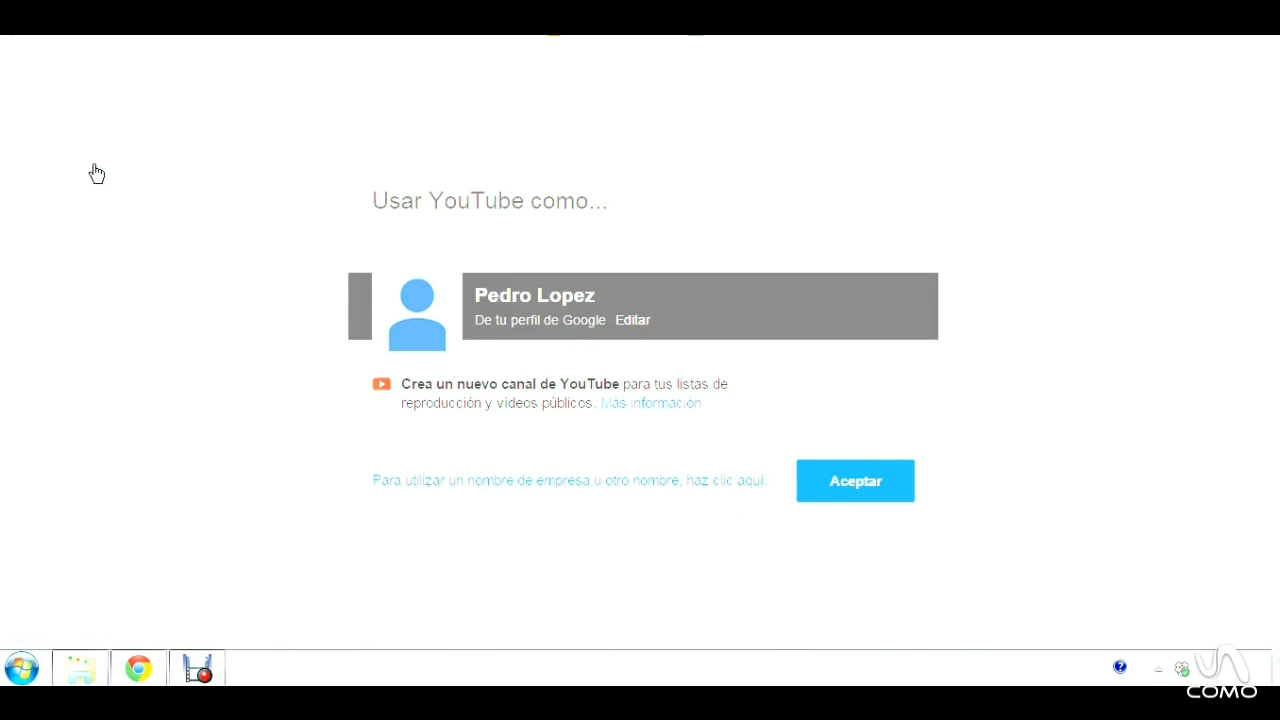 Usar YouTube como...
Pedro Lopez
De tu perfil de Google Editar
Crea un nuevo canal de YouTube para tus listas de
reproducción y vídeos públicos. Más información
Para utilizar un nombre de empresa u otro nombre, haz clic aquí.
Aceptar
?
COMO